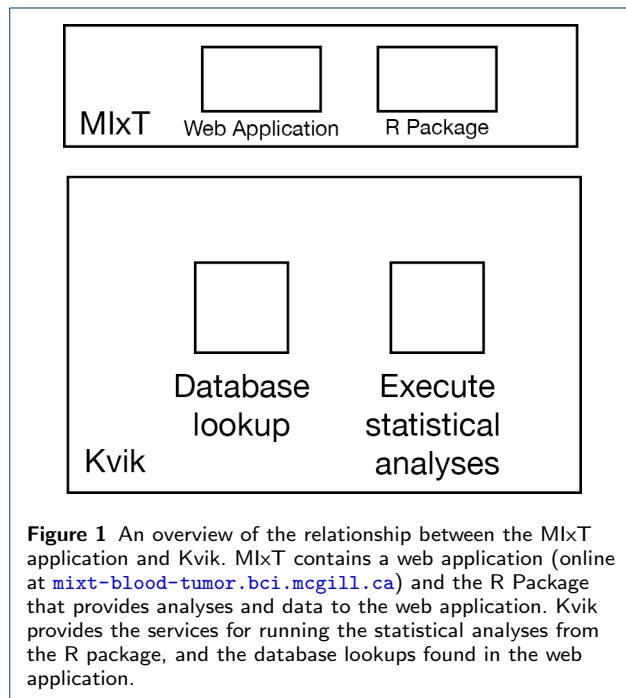 MIxT
Web Application
R Package
Database
lookup
Execute
statistical
analyses
Kvik
Figure 1 An overview of the relationship between the MIxT
application and Kvik. MIxT contains a web application (online
at mixt-blood-tumor.bci.mcgill.ca) and the R Package
that provides analyses and data to the web application. Kvik
provides the services for running the statistical analyses from
the R package, and the database lookups found in the web
application.